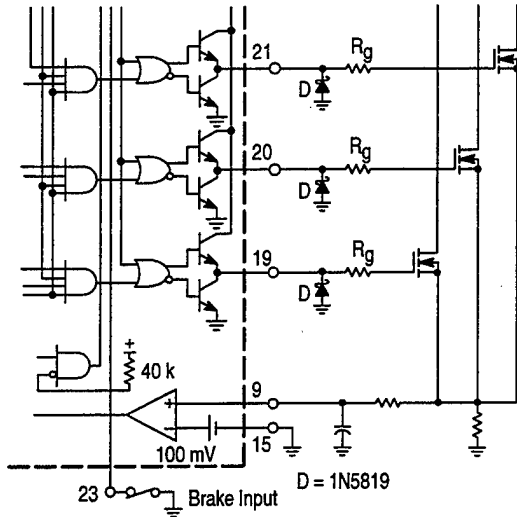 21
Rg
D
20
Rg
D
19
Rg
D
+
40 k
9
+
−
15
100 mV
D = 1N5819
23
Brake Input